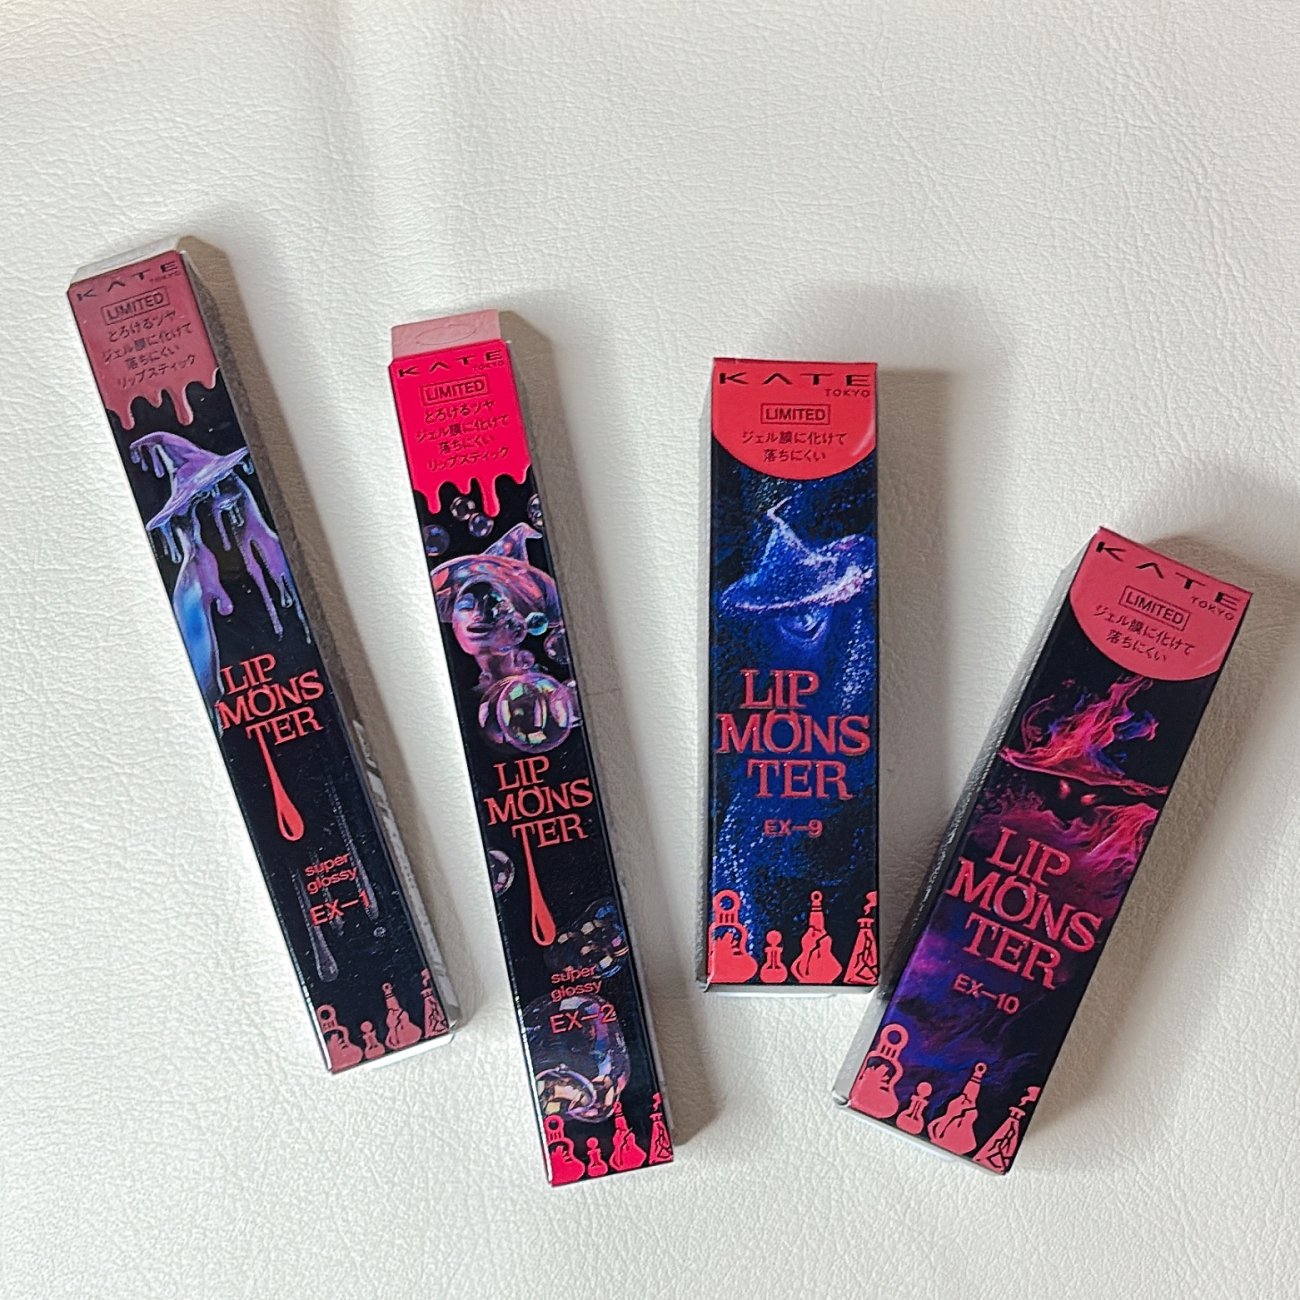 KATE
TOKYO
LIMITED
とろけるツヤ
ジェル膜に化けて
落ちにくい
リップスティック
LIP
MONS
TER
super
glossy
EX-1
KATE
TOKYO
LIMITED
とろけるツヤ
ジェル膜に化けて
落ちにくい
リップスティック
LIP
MONS
TER
super
glossy
EX-2
KATE
TOKYO
LIMITED
ジェル膜に化けて
落ちにくい
LIP
MONS
TER
EX-9
KATE
TOKYO
LIMITED
ジェル膜に化けて
落ちにくい
LIP
MONS
TER
EX-10